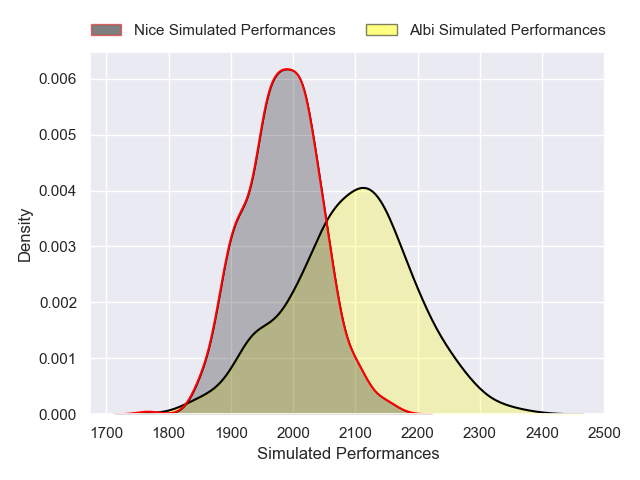 Nice Simulated Performances Albi Simulated Performances
0.006
0.005
0.004
0.003
0.002
0.001
0.000
Density
1700 1800 1900 2000 2100 2200 2300 2400 2500
Simulated Performances